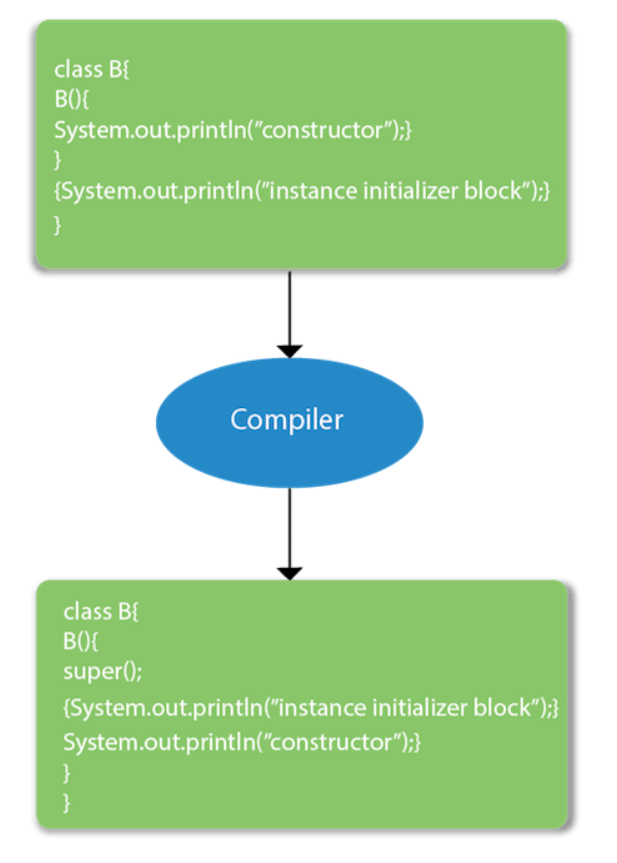 class B{
B(){
System.out.println("constructor");}
}
{System.out.println("instance initializer block");}
}
Compiler
class B{
B(){
super();
{System.out.println("instance initializer block");}
System.out.println("constructor");}
}
}